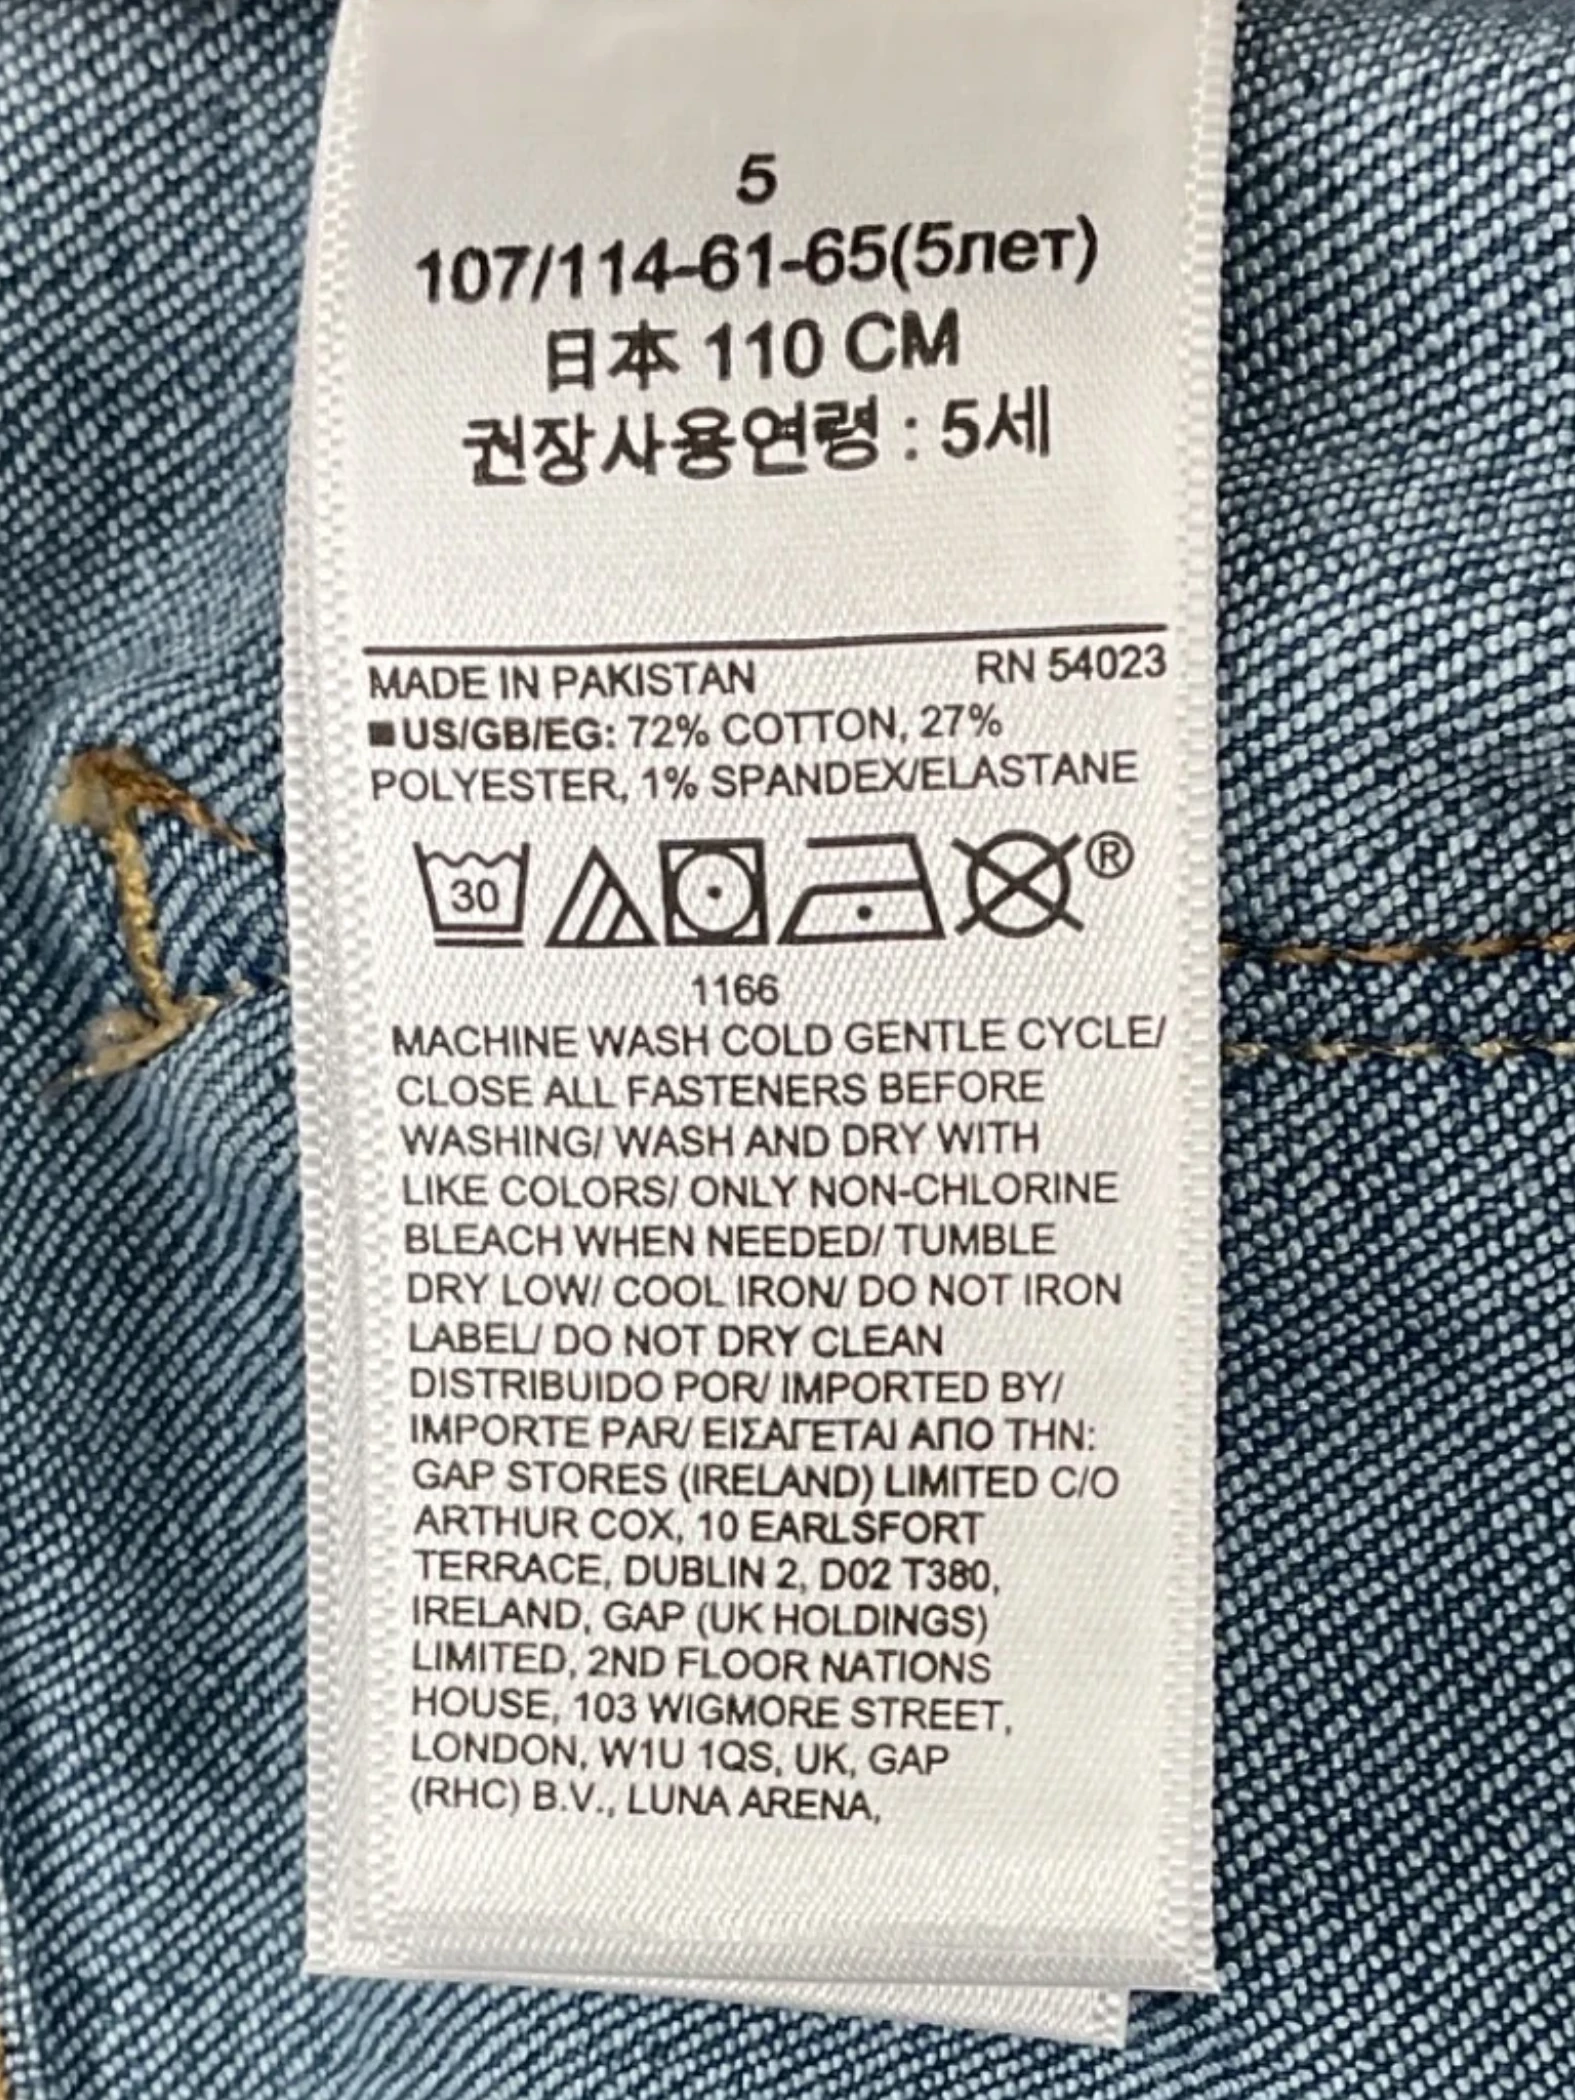 5
107/114-61-65(5лет)
日本 110 CM
권장사용연령 : 5세
MADE IN PAKISTAN RN 54023
■US/GB/EG: 72% COTTON, 27%
POLYESTER, 1% SPANDEX/ELASTANE
30 ®
1166
MACHINE WASH COLD GENTLE CYCLE/
CLOSE ALL FASTENERS BEFORE
WASHING/ WASH AND DRY WITH
LIKE COLORS/ ONLY NON-CHLORINE
BLEACH WHEN NEEDED/ TUMBLE
DRY LOW/ COOL IRON/ DO NOT IRON
LABEL/ DO NOT DRY CLEAN
DISTRIBUIDO POR/ IMPORTED BY/
IMPORTE PAR/ ΕΙΣΑΓΕΤΑΙ ΑΠΟ ΤΗΝ:
GAP STORES (IRELAND) LIMITED C/O
ARTHUR COX, 10 EARLSFORT
TERRACE, DUBLIN 2, D02 T380,
IRELAND, GAP (UK HOLDINGS)
LIMITED, 2ND FLOOR NATIONS
HOUSE, 103 WIGMORE STREET,
LONDON, W1U 1QS, UK, GAP
(RHC) B.V., LUNA ARENA,